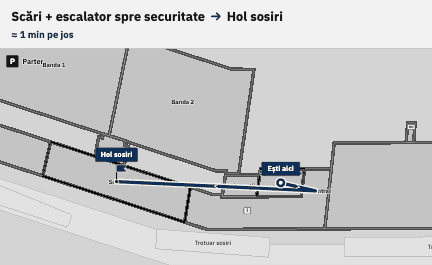 Scări + escalator spre securitate → Hol sosiri
≈ 1 min pe jos
P Parter
Banda 1
Banda 2
Hol sosiri
Ești aici
Trotuar sosiri